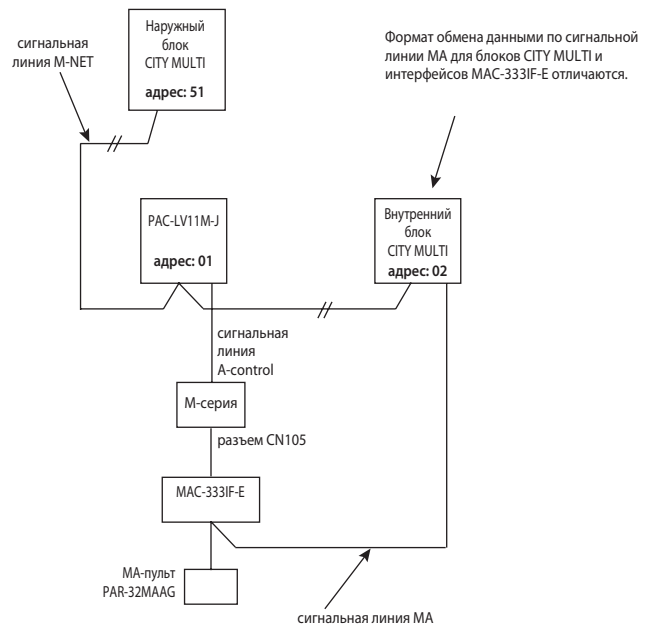 Наружный
блок
CITY MULTI
адрес: 51
сигнальная
линия M-NET
Формат обмена данными по сигнальной
линии MA для блоков CITY MULTI и
интерфейсов MAC-333IF-E отличаются.
PAC-LV11M-J
адрес: 01
Внутренний
блок
CITY MULTI
адрес: 02
сигнальная
линия
A-control
М-серия
разъем CN105
MAC-333IF-E
МА-пульт
PAR-32MAAG
сигнальная линия MA